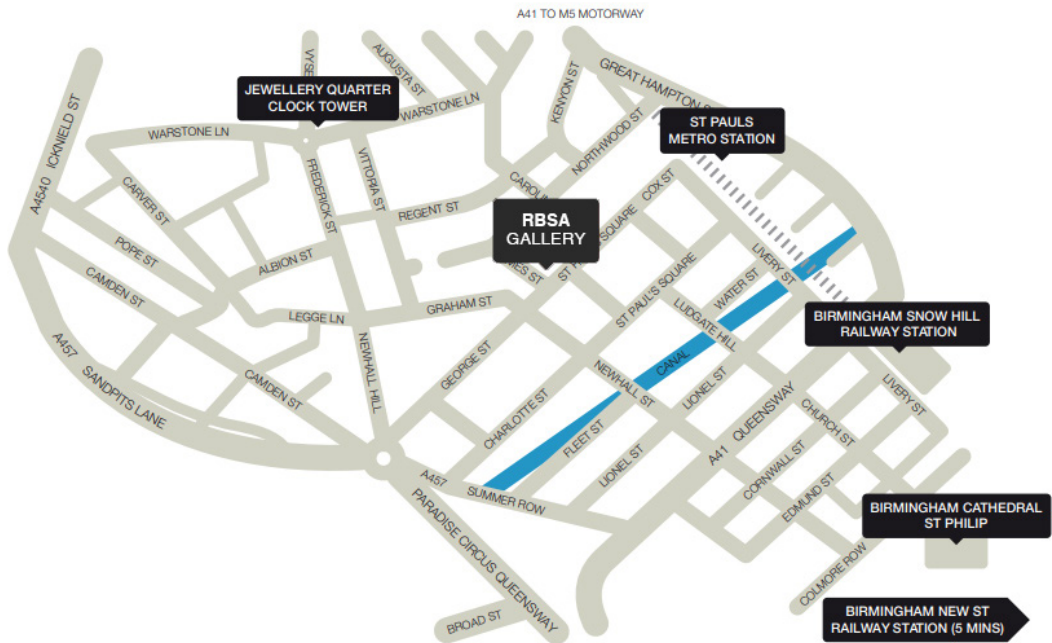 A41 TO M5 MOTORWAY
GREAT HAMPTON
AUGUSTA ST
KENYON ST
JEWELLERY QUARTER
CLOCK TOWER
WARSTONE LN
WARSTONE LN
NORTHWOOD ST
ST PAULS
METRO STATION
A4540 ICKNIELD ST
CARVER ST
FREDERICK ST
VITTORIA ST
REGENT ST
COX ST
SQUARE
RBSA
GALLERY
POPE ST
ALBION ST
CAMDEN ST
LEGGE LN
GRAHAM ST
ST PAUL'S SQUARE
WATER ST
LIVERY ST
LUDGATE HILL
BIRMINGHAM SNOW HILL
RAILWAY STATION
A457 SANDPITS LANE
CAMDEN ST
NEWHALL HILL
GEORGE ST
CHARLOTTE ST
NEWHALL ST
CANAL
LIONEL ST
FLEET ST
LIONEL ST
A41 QUEENSWAY
CHURCH ST
LIVERY ST
CORNWALL ST
EDMUND ST
A457
SUMMER ROW
BIRMINGHAM CATHEDRAL
ST PHILIP
PARADISE CIRCUS QUEENSWAY
COLMORE ROW
BROAD ST
BIRMINGHAM NEW ST
RAILWAY STATION (5 MINS)